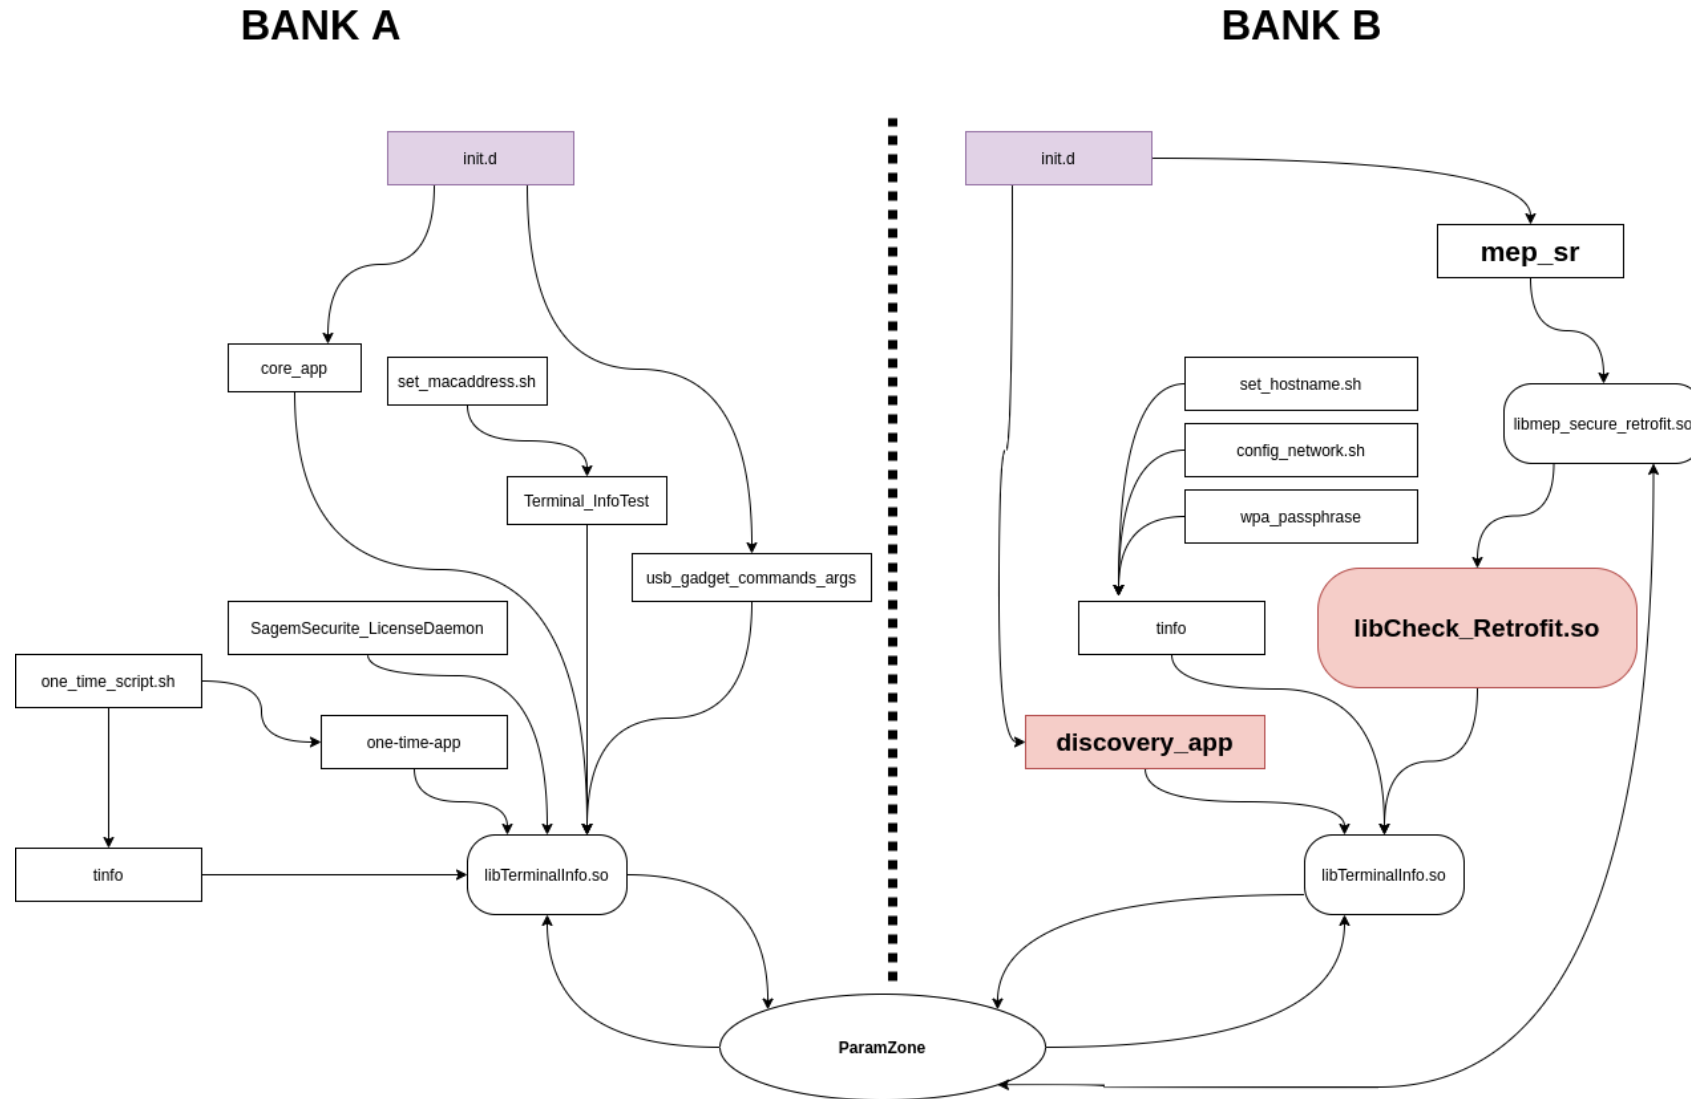 BANK A
BANK B
init.d
init.d
mep_sr
core_app
set_macaddress.sh
set_hostname.sh
libmep_secure_retrofit.so
config_network.sh
Terminal_InfoTest
wpa_passphrase
usb_gadget_commands_args
SagemSecurite_LicenseDaemon
tinfo
libCheck_Retrofit.so
one_time_script.sh
one-time-app
discovery_app
tinfo
libTerminalInfo.so
libTerminalInfo.so
ParamZone